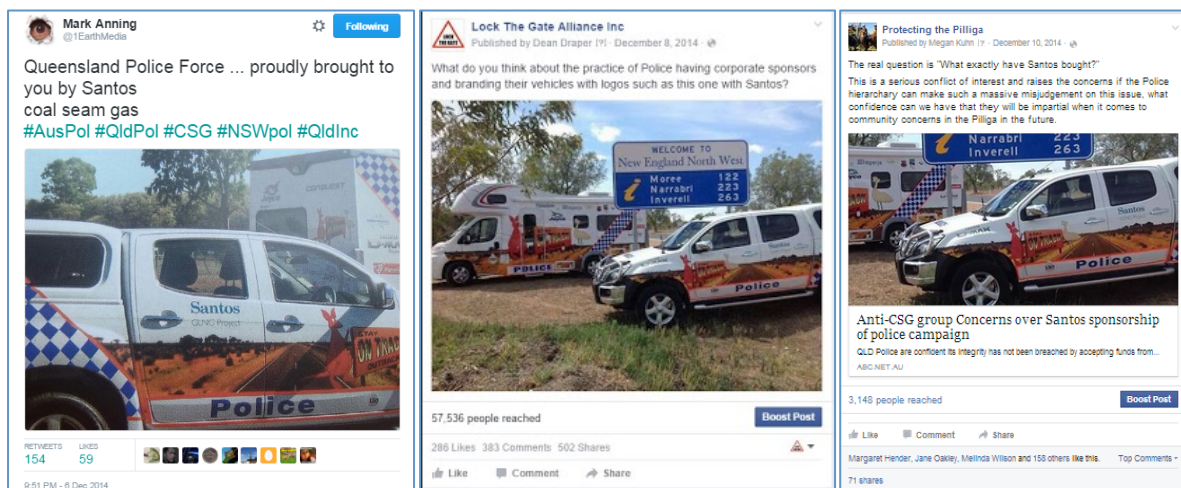 Mark Anning
@1EarthMedia
Following
Queensland Police Force ... proudly brought to
you by Santos
coal seam gas
#AusPol #QldPol #CSG #NSWpol #QldInc
Jayco
CONQUEST
Santos
GLNG Project
STAY
ON TRACK
Police
RETWEETS LIKES
154 59
9:51 PM - 6 Dec 2014
LOCK THE GATE
Lock The Gate Alliance Inc
Published by Dean Draper [?] · December 8, 2014 ·
What do you think about the practice of Police having corporate sponsors
and branding their vehicles with logos such as this one with Santos?
WELCOME TO
New England North West
i
Moree 122
Narrabri 223
Inverell 263
POLICE
Santos
Police
57,536 people reached
Boost Post
286 Likes 383 Comments 502 Shares
Like Comment Share
Protecting the Pilliga
Published by Megan Kuhn [?] · December 10, 2014 ·
The real question is "What exactly have Santos bought?"
This is a serious conflict of interest and raises the concerns if the Police
hierarchary can make such a massive misjudgement on this issue, what
confidence can we have that they will be impartial when it comes to
community concerns in the Pilliga in the future.
i
Narrabri 223
Inverell 263
Santos
Police
Anti-CSG group Concerns over Santos sponsorship
of police campaign
QLD Police are confident its integrity has not been breached by accepting funds from...
ABC.NET.AU
3,148 people reached
Boost Post
Like Comment Share
Margaret Hender, Jane Oakley, Melinda Wilson and 158 others like this.
Top Comments
71 shares